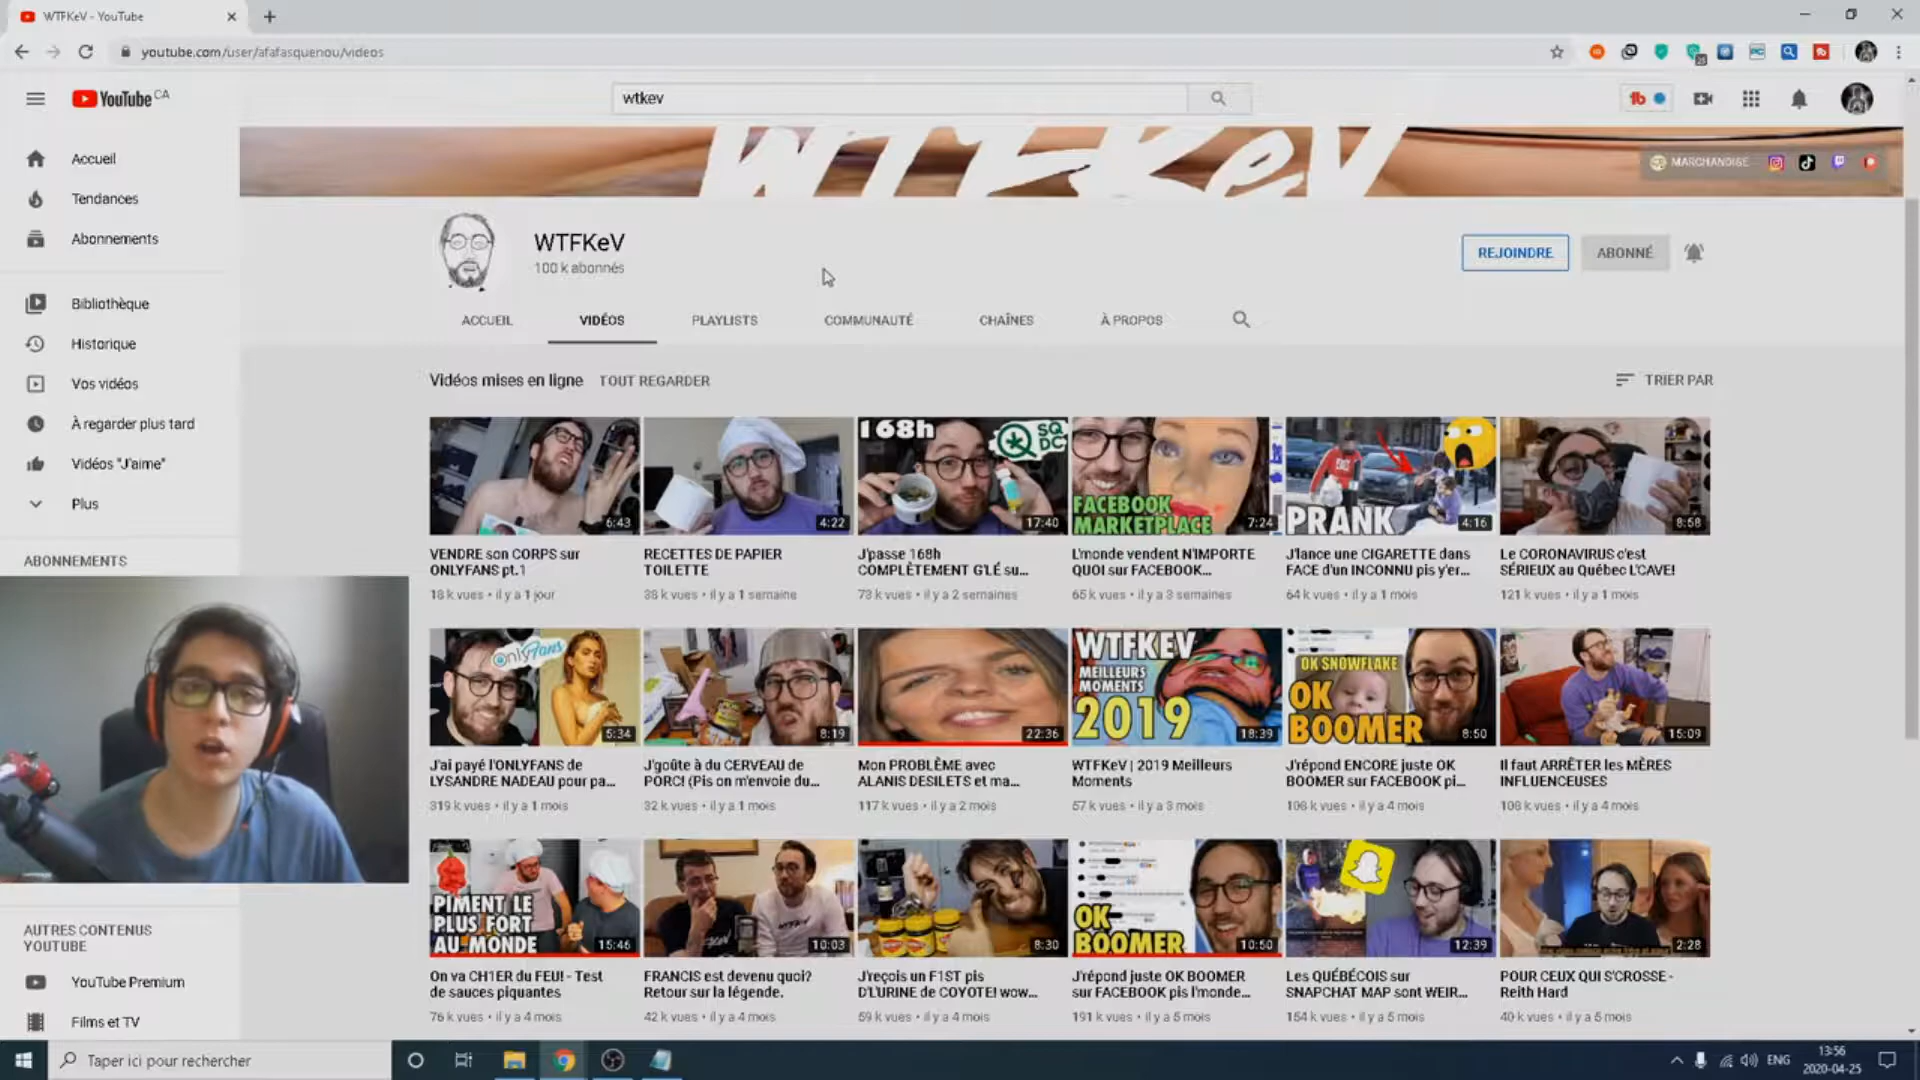 WTFKeV - YouTube
youtube.com/user/afafasquenou/videos
YouTube CA
wtkev
WTFKeV
MARCHANDISE
Accueil
Tendances
Abonnements
Bibliothèque
Historique
Vos vidéos
À regarder plus tard
Vidéos "J'aime"
Plus
ABONNEMENTS
AUTRES CONTENUS
YOUTUBE
YouTube Premium
Films et TV
WTFKeV
100 k abonnés
REJOINDRE
ABONNÉ
ACCUEIL
VIDÉOS
PLAYLISTS
COMMUNAUTÉ
CHAÎNES
À PROPOS
Vidéos mises en ligne
TOUT REGARDER
TRIER PAR
6:43
VENDRE son CORPS sur
ONLYFANS pt.1
18 k vues • il y a 1 jour
4:22
RECETTES DE PAPIER
TOILETTE
38 k vues • il y a 1 semaine
168h
SQ
DC
17:40
J'passe 168h
COMPLÈTEMENT G'LÉ su...
73 k vues • il y a 2 semaines
FACEBOOK
MARKETPLACE
7:24
L'monde vendent N'IMPORTE
QUOI sur FACEBOOK...
65 k vues • il y a 3 semaines
PRANK
4:16
J'lance une CIGARETTE dans
FACE d'un INCONNU pis y'er...
64 k vues • il y a 1 mois
8:58
Le CORONAVIRUS c'est
SÉRIEUX au Québec L'CAVE!
121 k vues • il y a 1 mois
onlyfans
5:34
J'ai payé l'ONLYFANS de
LYSANDRE NADEAU pour pa...
319 k vues • il y a 1 mois
8:19
J'goûte à du CERVEAU de
PORC! (Pis on m'envoie du...
32 k vues • il y a 1 mois
22:36
Mon PROBLÈME avec
ALANIS DESILETS et ma...
117 k vues • il y a 2 mois
WTFKEV
MEILLEURS
MOMENTS
2019
18:39
WTFKeV | 2019 Meilleurs
Moments
57 k vues • il y a 3 mois
OK SNOWFLAKE
OK
BOOMER
8:50
J'répond ENCORE juste OK
BOOMER sur FACEBOOK pi...
106 k vues • il y a 4 mois
15:09
Il faut ARRÊTER les MÈRES
INFLUENCEUSES
106 k vues • il y a 4 mois
PIMENT LE
PLUS FORT
AU MONDE
15:46
On va CH1ER du FEU! - Test
de sauces piquantes
76 k vues • il y a 4 mois
10:03
FRANCIS est devenu quoi?
Retour sur la légende.
42 k vues • il y a 4 mois
8:30
J'reçois un F1ST pis
D'L'URINE de COYOTE! wow...
59 k vues • il y a 4 mois
OK
BOOMER
10:50
J'répond juste OK BOOMER
sur FACEBOOK pis l'monde...
191 k vues • il y a 5 mois
12:39
Les QUÉBÉCOIS sur
SNAPCHAT MAP sont WEIR...
154 k vues • il y a 5 mois
2:28
POUR CEUX QUI S'CROSSE -
Reith Hard
40 k vues • il y a 5 mois
Taper ici pour rechercher
ENG
13:56
2020-04-25